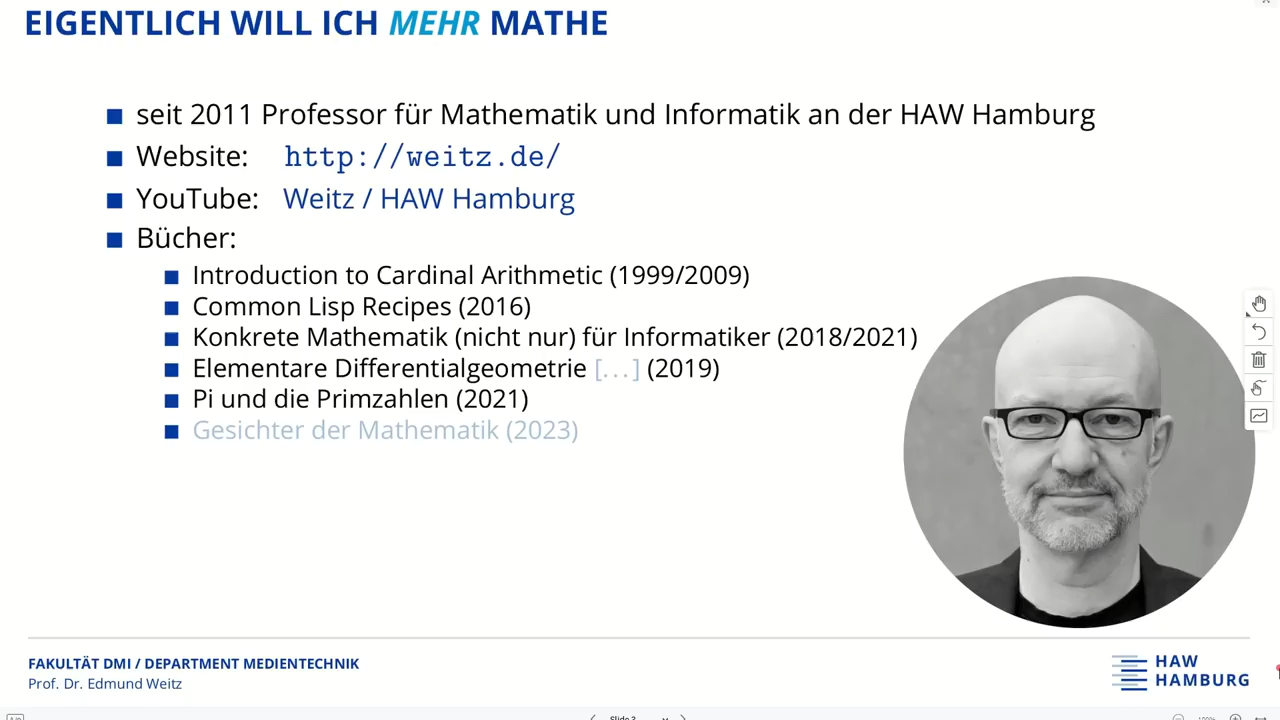 EIGENTLICH WILL ICH MEHR MATHE
seit 2011 Professor für Mathematik und Informatik an der HAW Hamburg
Website: http://weitz.de/
YouTube: Weitz / HAW Hamburg
Bücher:
Introduction to Cardinal Arithmetic (1999/2009)
Common Lisp Recipes (2016)
Konkrete Mathematik (nicht nur) für Informatiker (2018/2021)
Elementare Differentialgeometrie [...] (2019)
Pi und die Primzahlen (2021)
Gesichter der Mathematik (2023)
FAKULTÄT DMI / DEPARTMENT MEDIENTECHNIK
Prof. Dr. Edmund Weitz
HAW
HAMBURG